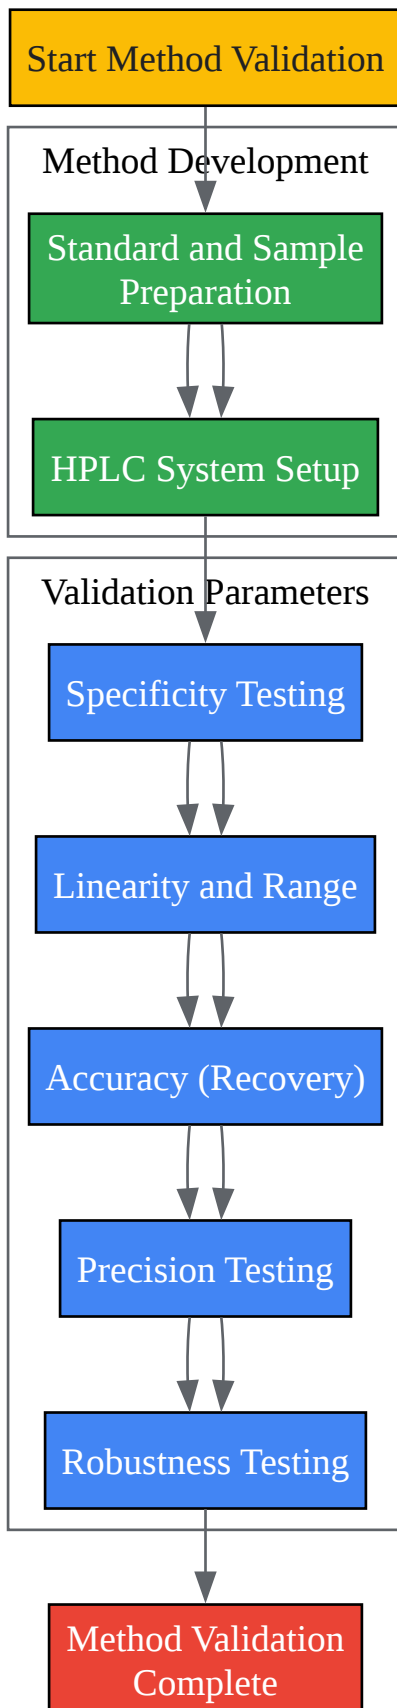 Start Method Validation
Method Development
Standard and Sample
Preparation
HPLC System Setup
Validation Parameters
Specificity Testing
Linearity and Range
Accuracy (Recovery)
Precision Testing
Robustness Testing
Method Validation
Complete